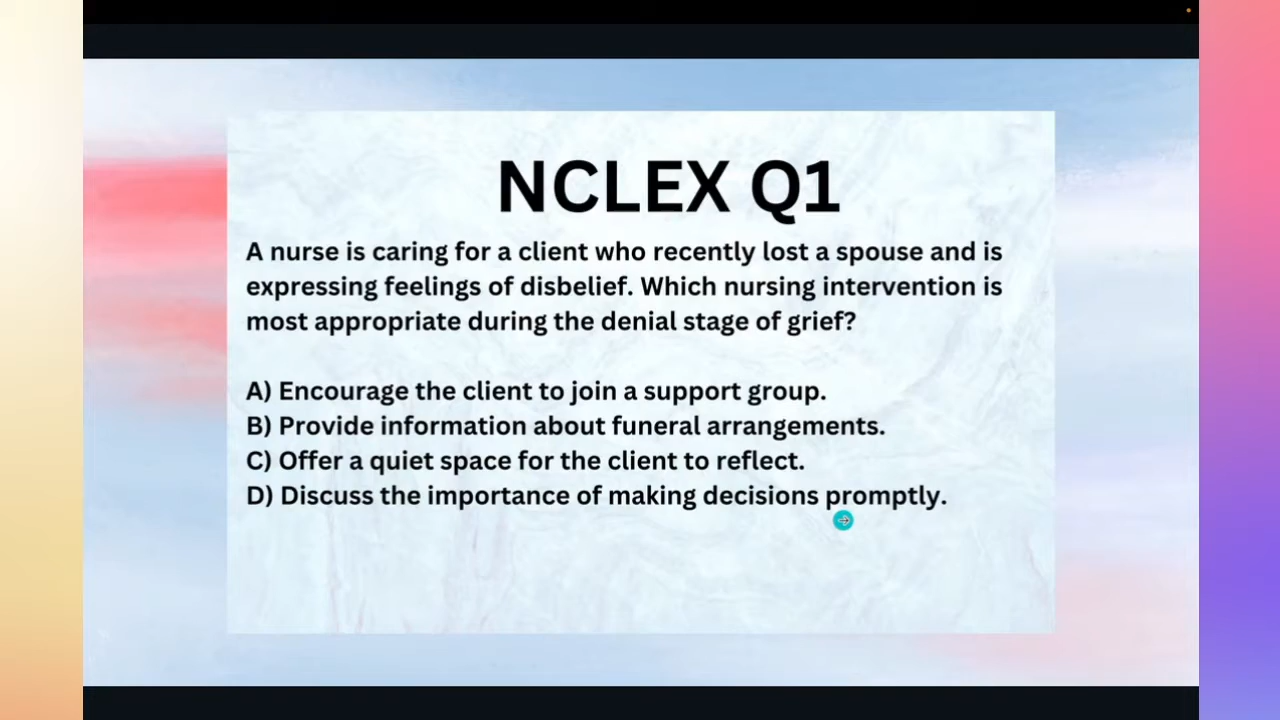 NCLEX Q1
A nurse is caring for a client who recently lost a spouse and is
expressing feelings of disbelief. Which nursing intervention is
most appropriate during the denial stage of grief?
A) Encourage the client to join a support group.
B) Provide information about funeral arrangements.
C) Offer a quiet space for the client to reflect.
D) Discuss the importance of making decisions promptly.